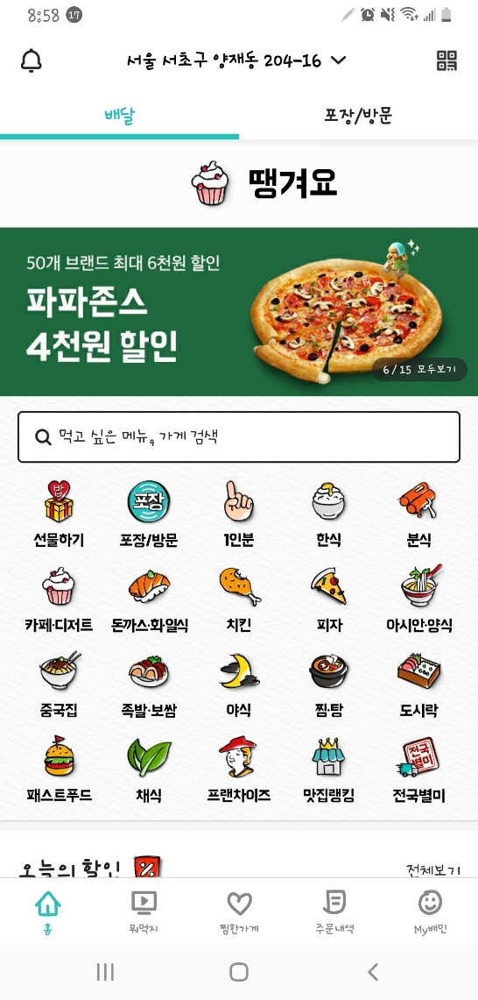 8:58 17
서울 서초구 양재동 204-16
배달 포장/방문
땡겨요
50개 브랜드 최대 6천원 할인
파파존스
4천원 할인
6/15 모두보기
먹고 싶은 메뉴, 가게 검색
밥 포장
선물하기 포장/방문 1인분 한식 분식
카페·디저트 돈까스·회일식 치킨 피자 아시안·양식
중국집 족발·보쌈 야식 찜·탕 도시락
전국별미
패스트푸드 채식 프랜차이즈 맛집랭킹 전국별미
오늘의 할인 % 전체보기
홈 뭐먹지 찜한가게 주문내역 My배민